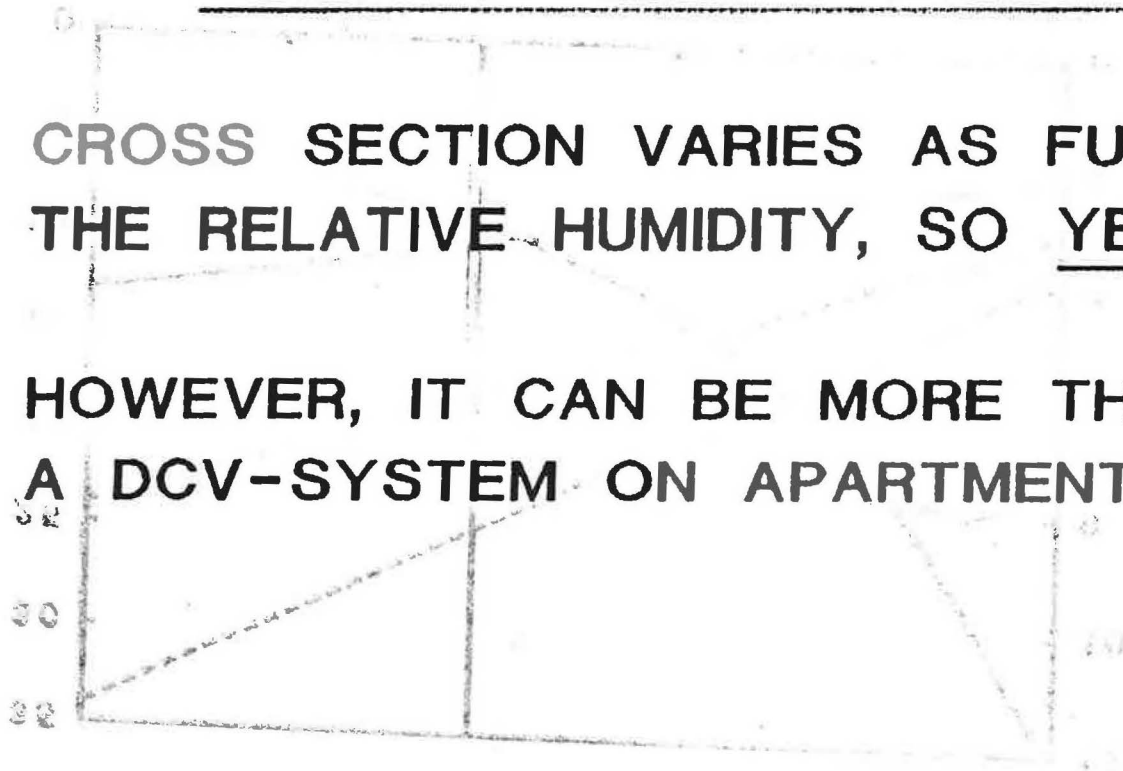 CROSS SECTION VARIES AS FU
THE RELATIVE HUMIDITY, SO YE
HOWEVER, IT CAN BE MORE TH
A DCV-SYSTEM ON APARTMENT